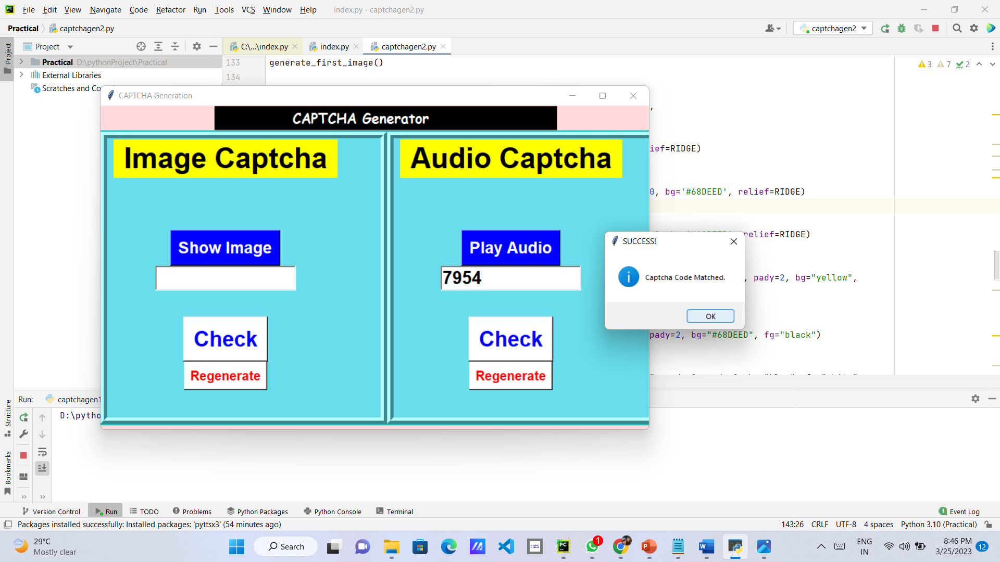 File Edit View Navigate Code Refactor Run Tools VCS Window Help index.py - captchagen2.py
Practical captchagen2.py captchagen2
Project C:\...\index.py index.py captchagen2.py
Practical D:\pythonProject\Practical
External Libraries
Scratches and Co
133 generate_first_image()
134
3 7 2
CAPTCHA Generation
CAPTCHA Generator
Image Captcha
Show Image
Check
Regenerate
Audio Captcha
Play Audio
7954
Check
Regenerate
,
ief=RIDGE)
0, bg='#68DEED', relief=RIDGE)
relief=RIDGE)
, pady=2, bg="yellow",
pady=2, bg="#68DEED", fg="black")
SUCCESS!
Captcha Code Matched.
OK
Project
Structure
Bookmarks
Run: captchagen1
D:\pytho
Version Control Run TODO Problems Python Packages Python Console Terminal 1 Event Log
Packages installed successfully: Installed packages: 'pyttsx3' (54 minutes ago) 143:26 CRLF UTF-8 4 spaces Python 3.10 (Practical)
29°C
Mostly clear
Search
1
ENG
IN
8:46 PM
3/25/2023
12